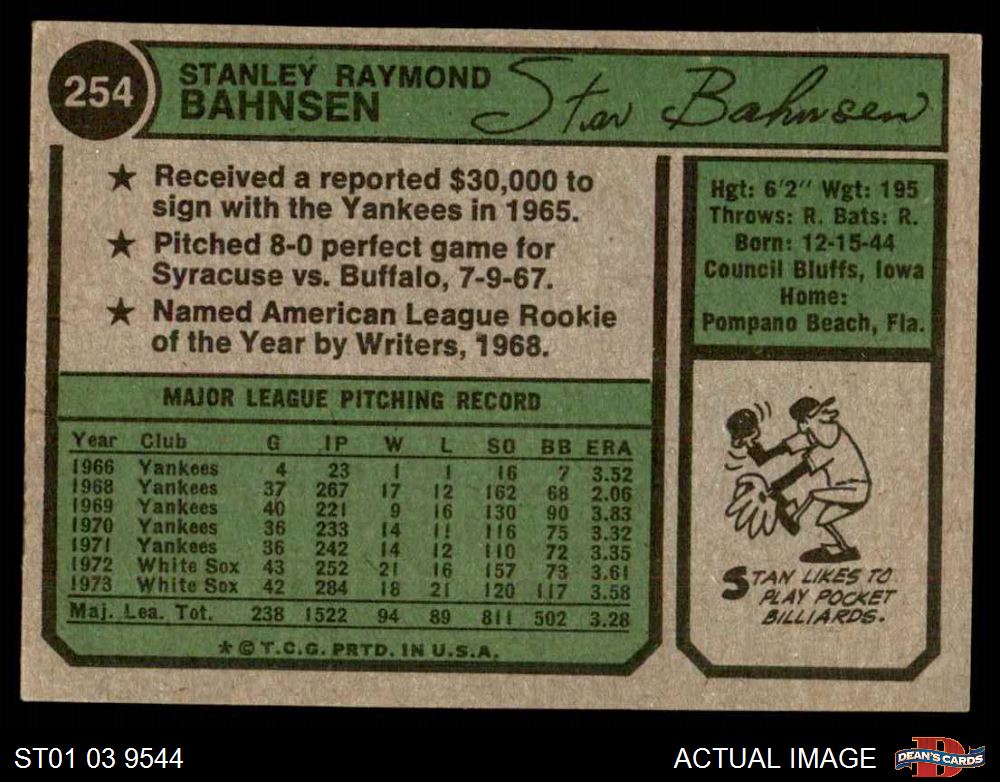 254
STANLEY RAYMOND
BAHNSEN
Stan Bahnsen
★ Received a reported $30,000 to
sign with the Yankees in 1965.
★ Pitched 8-0 perfect game for
Syracuse vs. Buffalo, 7-9-67.
★ Named American League Rookie
of the Year by Writers, 1968.
Hgt: 6'2" Wgt: 195
Throws: R. Bats: R.
Born: 12-15-44
Council Bluffs, Iowa
Home:
Pompano Beach, Fla.
MAJOR LEAGUE PITCHING RECORD
Year Club G IP W L SO BB ERA
1966 Yankees 4 23 1 1 16 7 3.52
1968 Yankees 37 267 17 12 162 68 2.06
1969 Yankees 40 221 9 16 130 90 3.83
1970 Yankees 36 233 14 11 116 75 3.32
1971 Yankees 36 242 14 12 110 72 3.35
1972 White Sox 43 252 21 16 157 73 3.61
1973 White Sox 42 284 18 21 120 117 3.58
Maj. Lea. Tot. 238 1522 94 89 811 502 3.28
★ © T.C.G. PRTD. IN U.S.A.
STAN LIKES TO
PLAY POCKET
BILLIARDS.
ST01 03 9544
ACTUAL IMAGE
D
DEAN'S CARDS